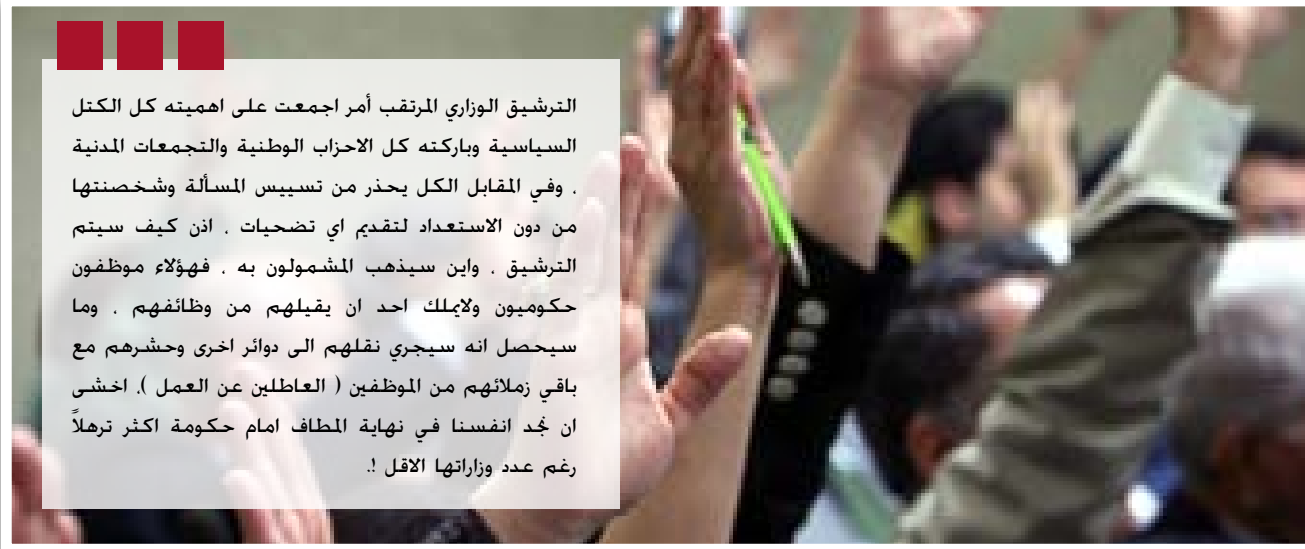 الترشيق الوزاري المرتقب أمر اجمعت على اهميته كل الكتل
السياسية وباركته كل الاحزاب الوطنية والتجمعات المدنية
. وفي المقابل الكل يحذر من تسييس المسألة وشخصنتها
من دون الاستعداد لتقديم اي تضحيات . اذن كيف سيتم
الترشيق . واين سيذهب المشمولون به . فهؤلاء موظفون
حكوميون ولايملك احد ان يقيلهم من وظائفهم . وما
سيحصل انه سيجري نقلهم الى دوائر اخرى وحشرهم مع
باقي زملائهم من الموظفين ( العاطلين عن العمل ). اخشى
ان نجد انفسنا في نهاية المطاف امام حكومة اكثر ترهلاً
رغم عدد وزاراتها الاقل !.